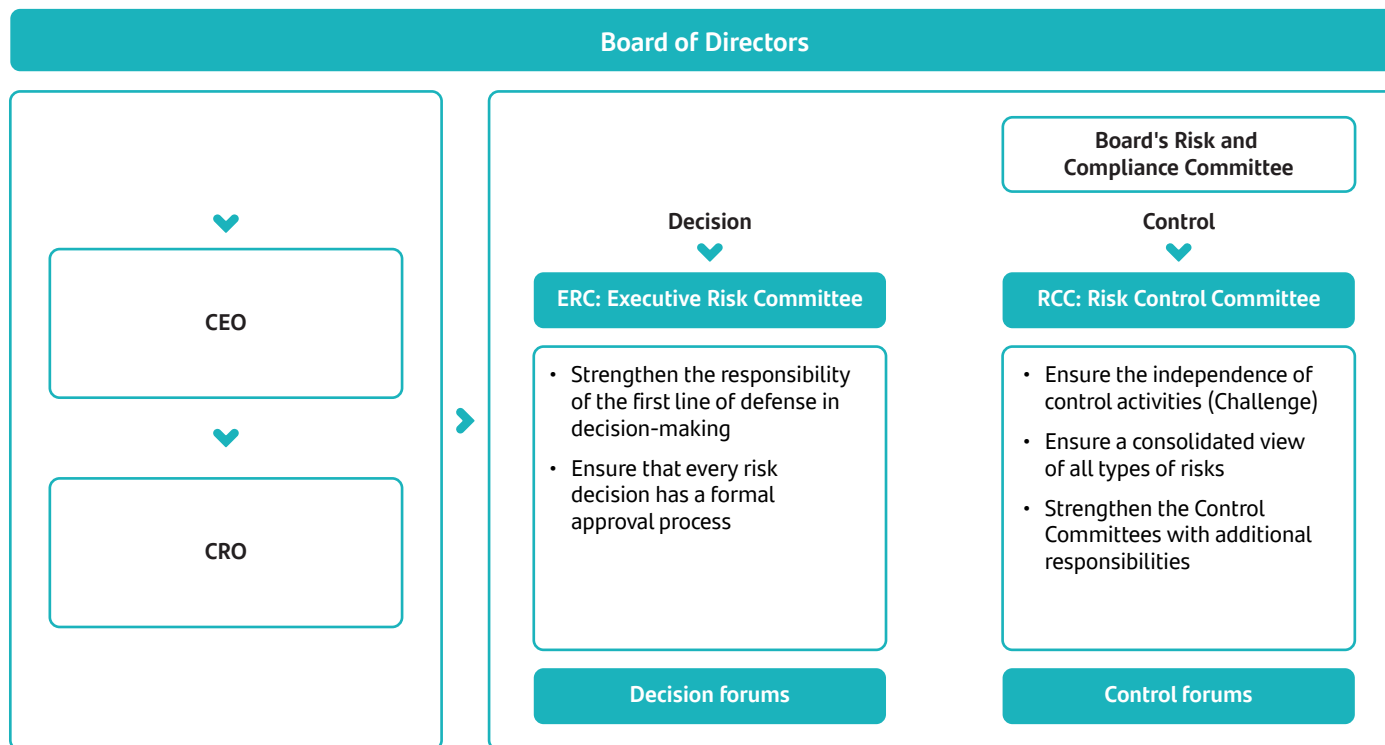 Board of Directors
CEO
CRO
Decision
ERC: Executive Risk Committee
• Strengthen the responsibility
of the first line of defense in
decision-making
• Ensure that every risk
decision has a formal
approval process
Decision forums
Board's Risk and
Compliance Committee
Control
RCC: Risk Control Committee
• Ensure the independence of
control activities (Challenge)
• Ensure a consolidated view
of all types of risks
• Strengthen the Control
Committees with additional
responsibilities
Control forums